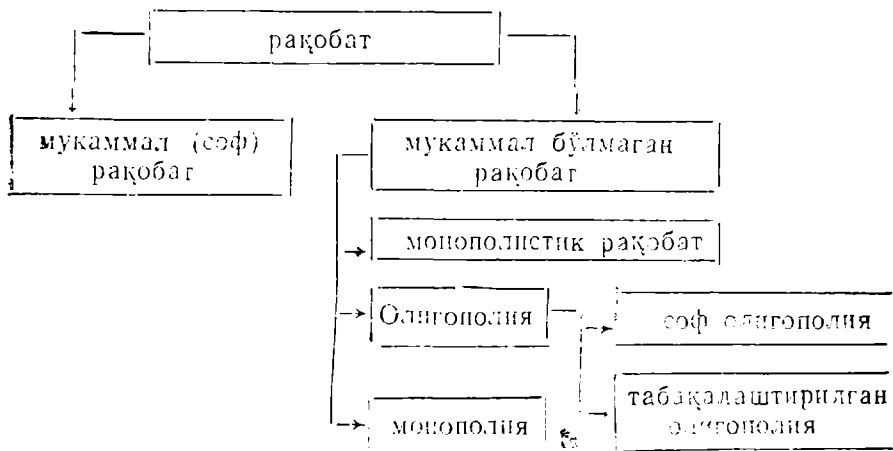 рақобат
мукаммал (соф)
рақобат
мукаммал бўлмаган
рақобат
монополистик рақобат
Олигополия
соф олигополия
монополия
табақалаштирилган
олигополия